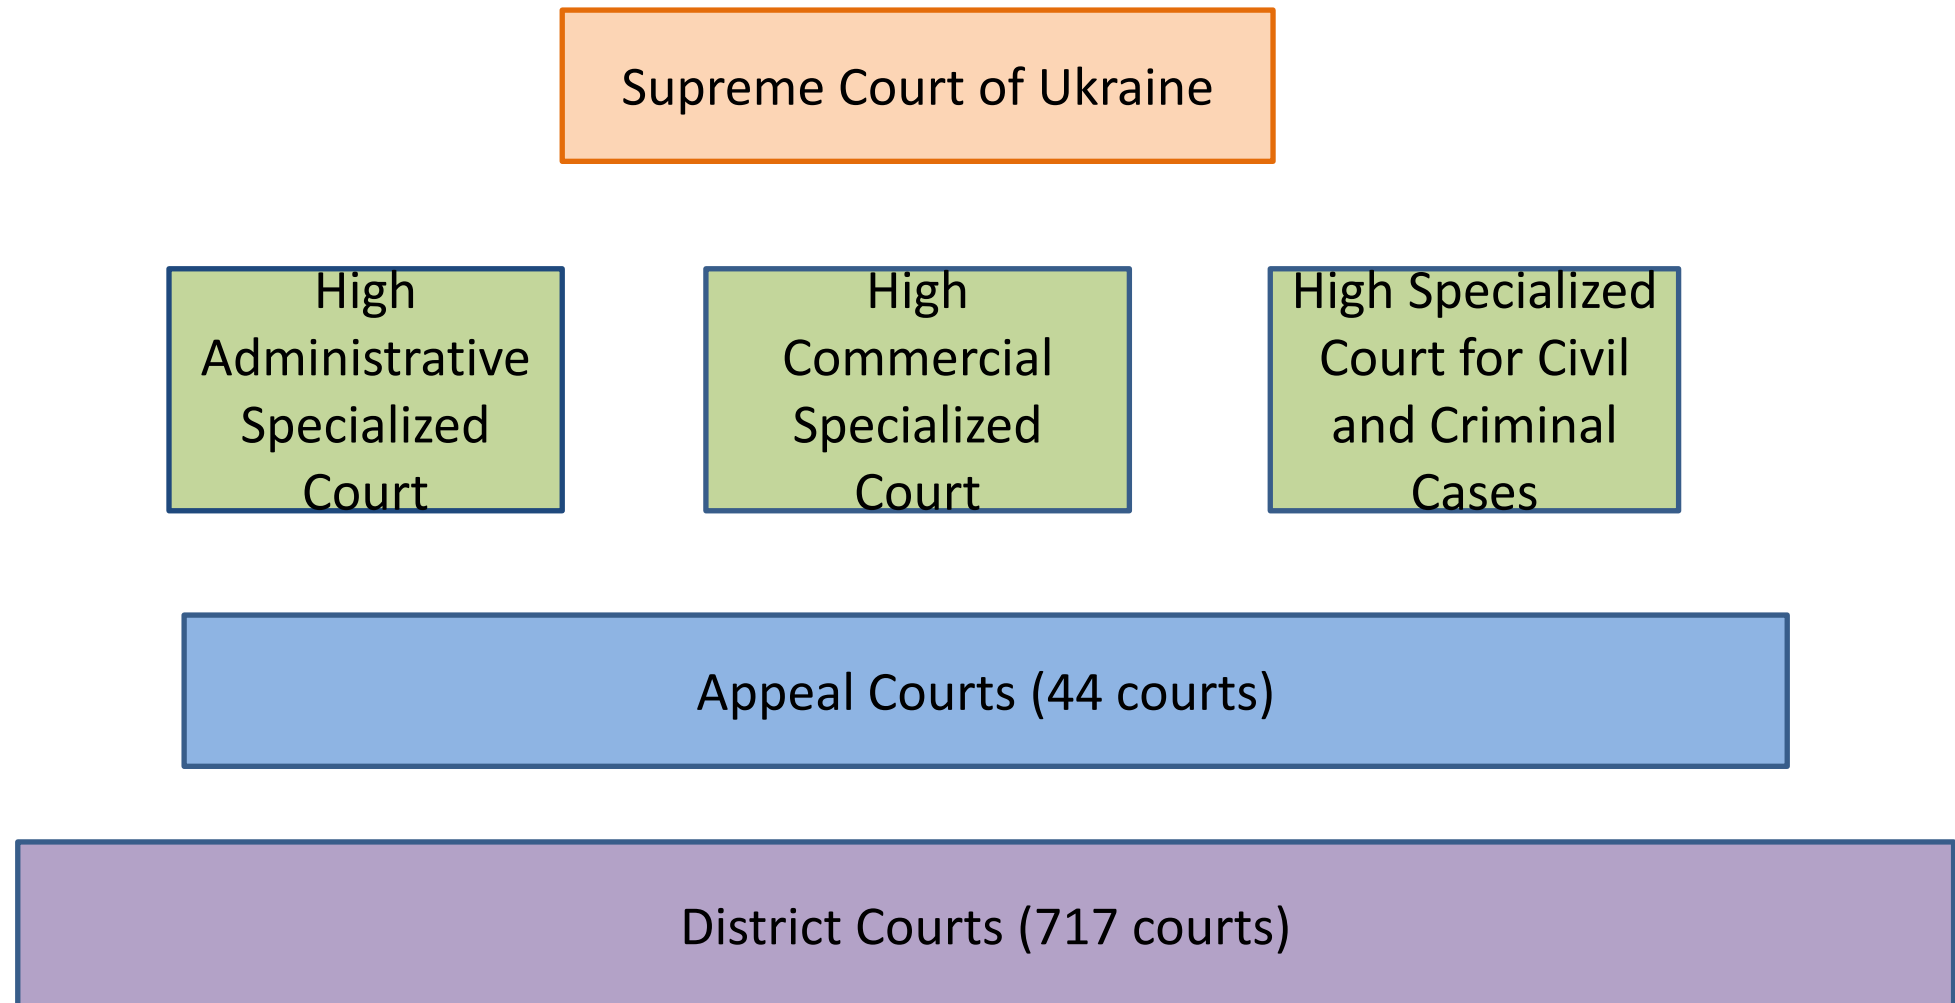 Supreme Court of Ukraine
High
Administrative
Specialized
Court
High
Commercial
Specialized
Court
High Specialized
Court for Civil
and Criminal
Cases
Appeal Courts (44 courts)
District Courts (717 courts)